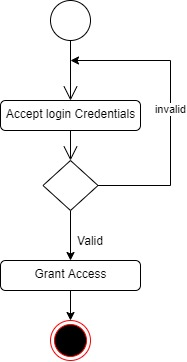 Accept login Credentials
invalid
Valid
Grant Access